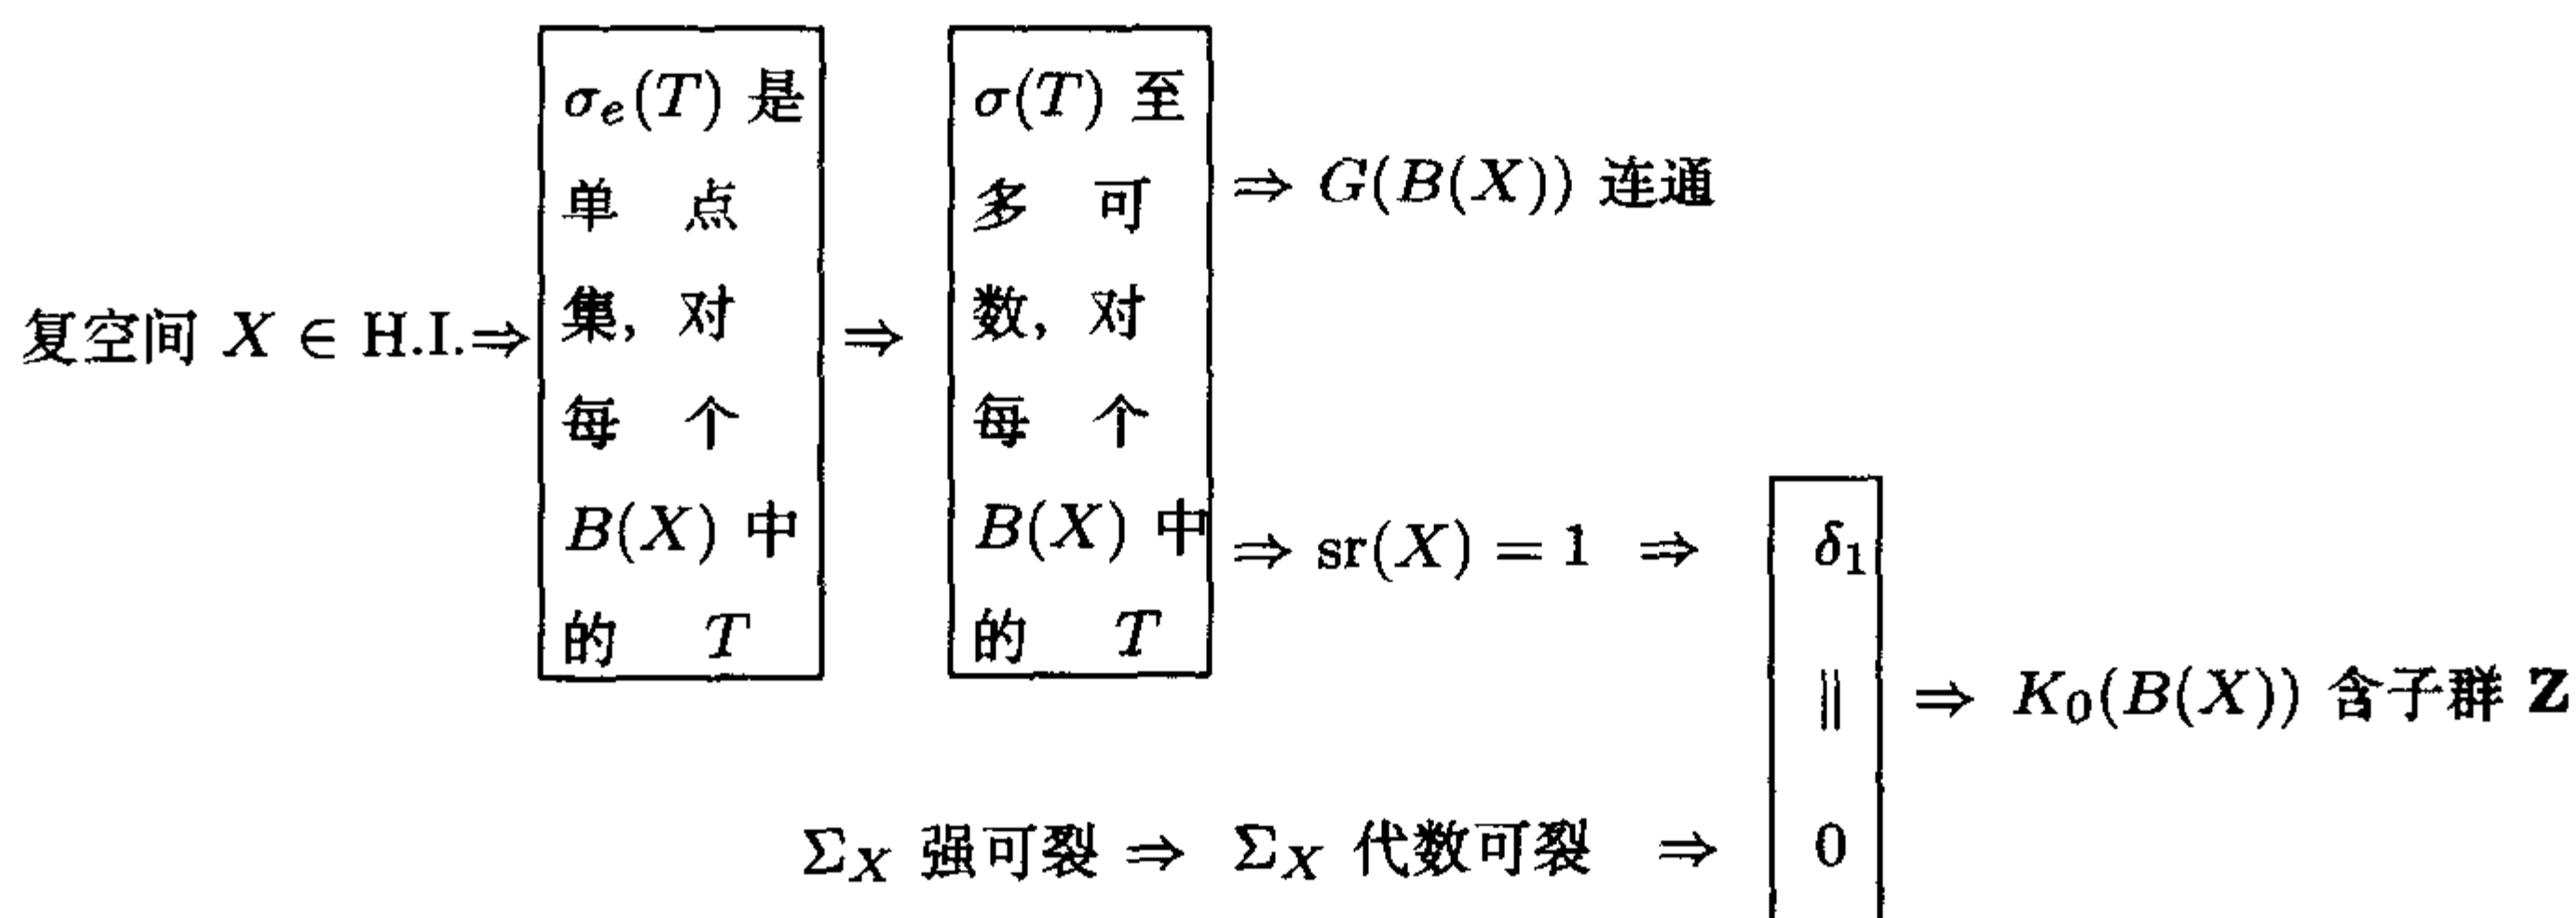 复空间 X ∈ H.I. ⇒
σ_e(T) 是
单 点
集, 对
每 个
B(X) 中
的 T
⇒
σ(T) 至
多 可
数, 对
每 个
B(X) 中
的 T
⇒ G(B(X)) 连通
⇒ sr(X) = 1 ⇒
Σ_X 强可裂 ⇒ Σ_X 代数可裂 ⇒
δ_1
∥
0
⇒ K_0(B(X)) 含子群 Z